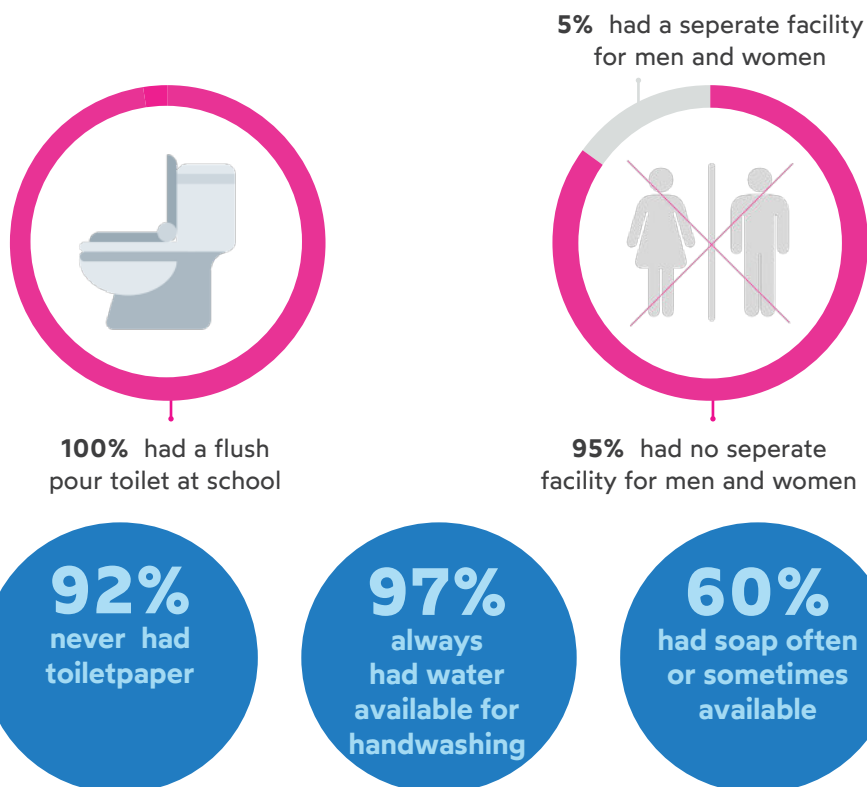 5% had a seperate facility
for men and women
100% had a flush
pour toilet at school
95% had no seperate
facility for men and women
92%
never had
toiletpaper
97%
always
had water
available for
handwashing
60%
had soap often
or sometimes
available